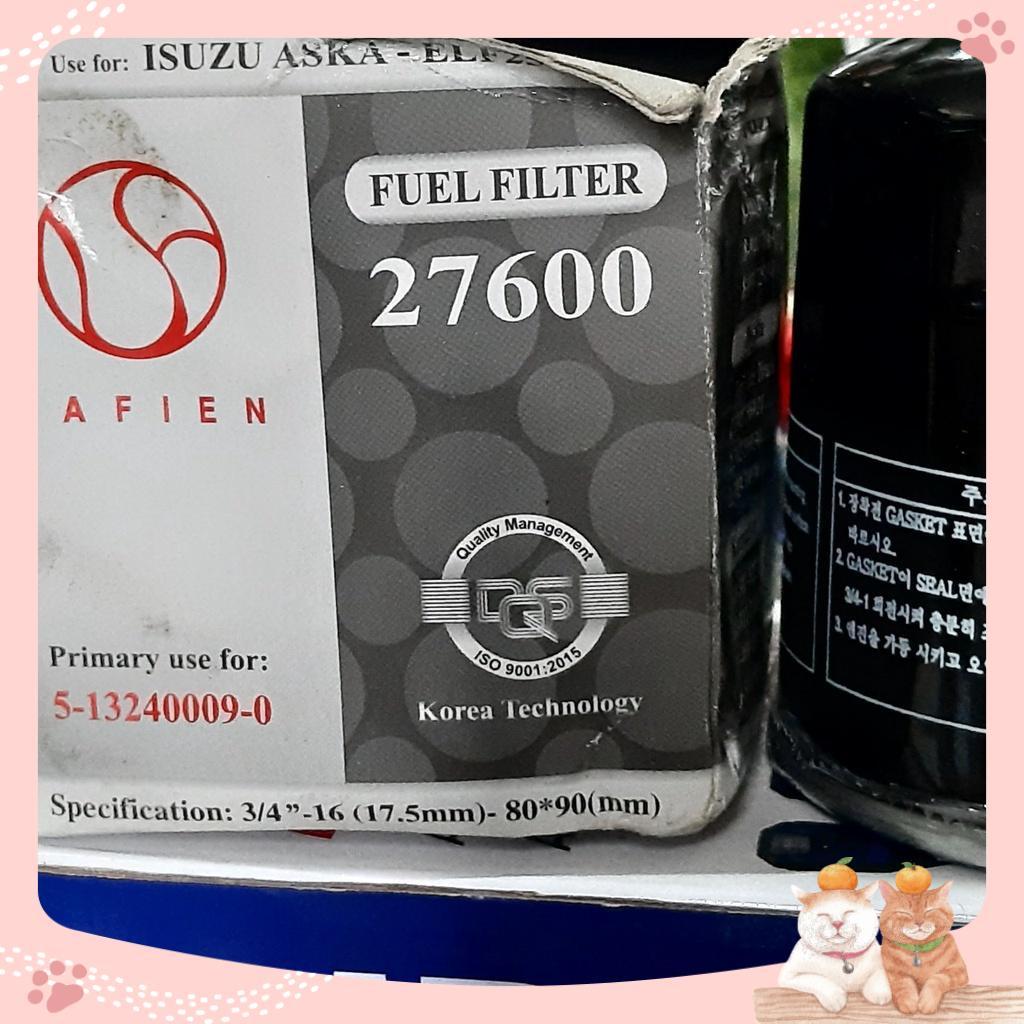 Use for: ISUZU ASKA - ELF
FUEL FILTER
27600
AFIEN
Quality Management
DQS
ISO 9001:2015
Korea Technology
Primary use for:
5-13240009-0
Specification: 3/4”-16 (17.5mm)- 80*90(mm)
1. 장착전 GASKET 표면
바르시오
2. GASKET이 SEAL면에
3/4-1 회전시켜 충분히
3. 엔진을 가동 시키고 오